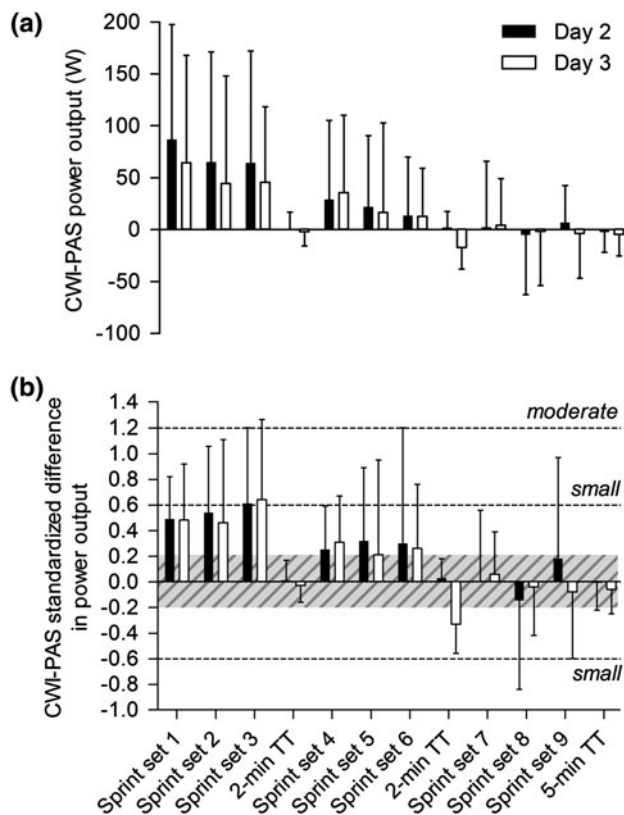 (a)
CWI-PAS power output (W)
200
150
100
50
0
-50
-100
Day 2
Day 3
(b)
CWI-PAS standardized difference
in power output
1.4
1.2
1.0
0.8
0.6
0.4
0.2
0.0
-0.2
-0.4
-0.6
-0.8
-1.0
moderate
small
small
Sprint set 1
Sprint set 2
Sprint set 3
2-min TT
Sprint set 4
Sprint set 5
Sprint set 6
2-min TT
Sprint set 7
Sprint set 8
Sprint set 9
5-min TT